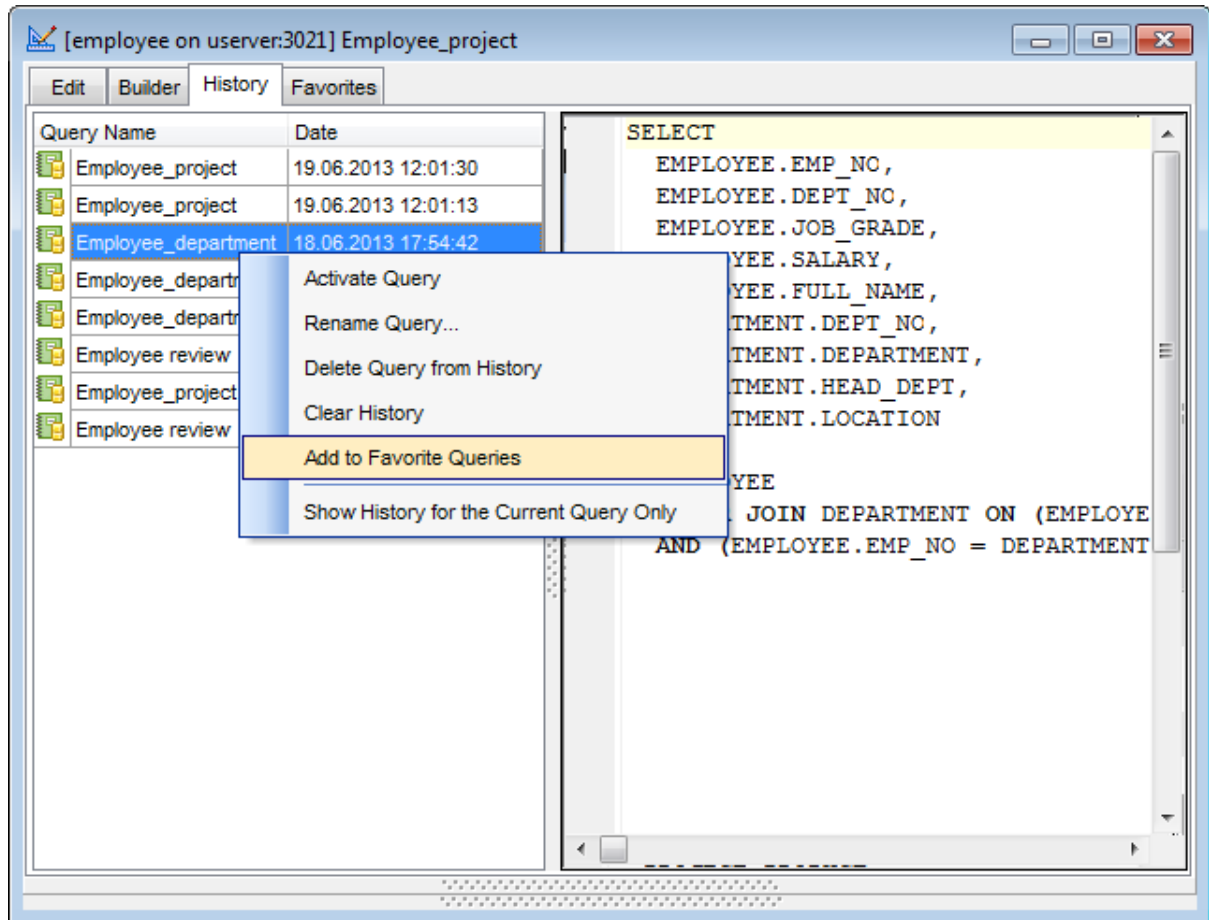 [employee on userver:3021] Employee_project
Edit Builder History Favorites
Query Name Date
Employee_project 19.06.2013 12:01:30
Employee_project 19.06.2013 12:01:13
Employee_department 18.06.2013 17:54:42
Employee_departr
Employee_departr
Employee review
Employee_project
Employee review
Activate Query
Rename Query...
Delete Query from History
Clear History
Add to Favorite Queries
Show History for the Current Query Only
SELECT
EMPLOYEE.EMP_NO,
EMPLOYEE.DEPT_NO,
EMPLOYEE.JOB_GRADE,
YEE.SALARY,
YEE.FULL_NAME,
TMENT.DEPT_NO,
TMENT.DEPARTMENT,
TMENT.HEAD_DEPT,
TMENT.LOCATION
YEE
JOIN DEPARTMENT ON (EMPLOYE
AND (EMPLOYEE.EMP_NO = DEPARTMENT